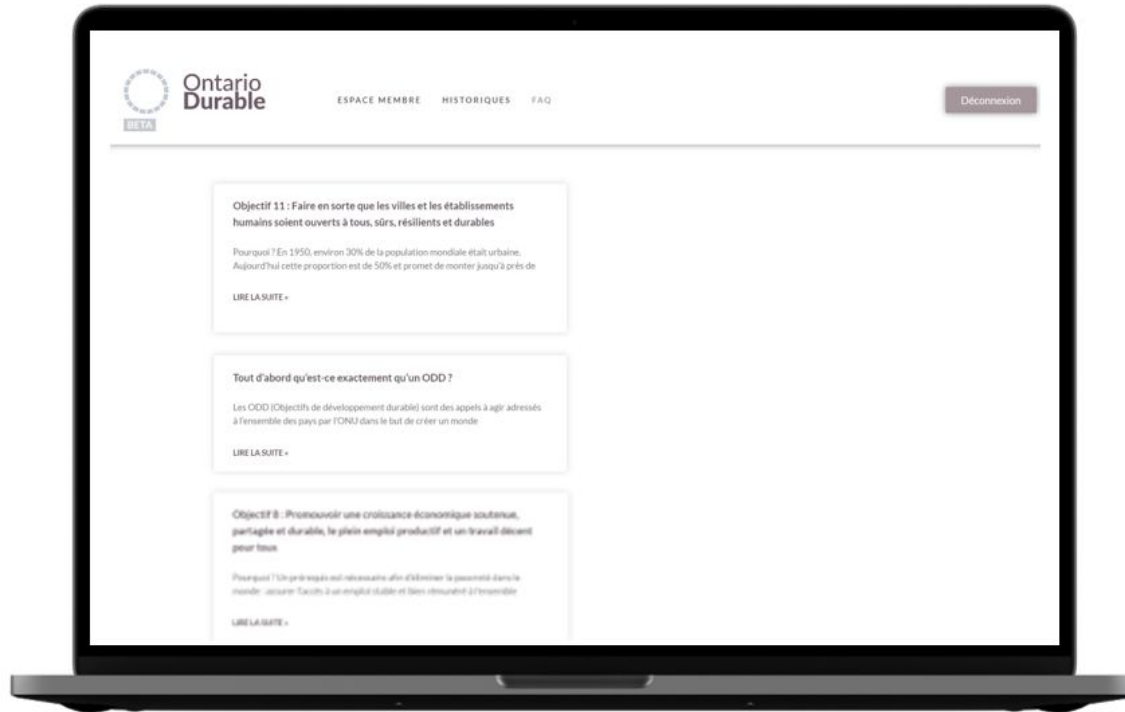 Ontario
Durable
BETA
ESPACE MEMBRE HISTORIQUES FAQ
Déconnexion
Objectif 11 : Faire en sorte que les villes et les établissements
humains soient ouverts à tous, sûrs, résilients et durables
Pourquoi ? En 1950, environ 30% de la population mondiale était urbaine.
Aujourd'hui cette proportion est de 50% et promet de monter jusqu'à près de
LIRE LA SUITE »
Tout d'abord qu'est-ce exactement qu'un ODD ?
Les ODD (Objectifs de développement durable) sont des appels à agir adressés
à l'ensemble des pays par l'ONU dans le but de créer un monde
LIRE LA SUITE »
Objectif 8 : Promouvoir une croissance économique soutenue,
partagée et durable, le plein emploi productif et un travail décent
pour tous
Pourquoi ? Un prérequis est nécessaire afin d'éliminer la pauvreté dans le
monde : assurer l'accès à un emploi stable et bien rémunéré à l'ensemble
LIRE LA SUITE »